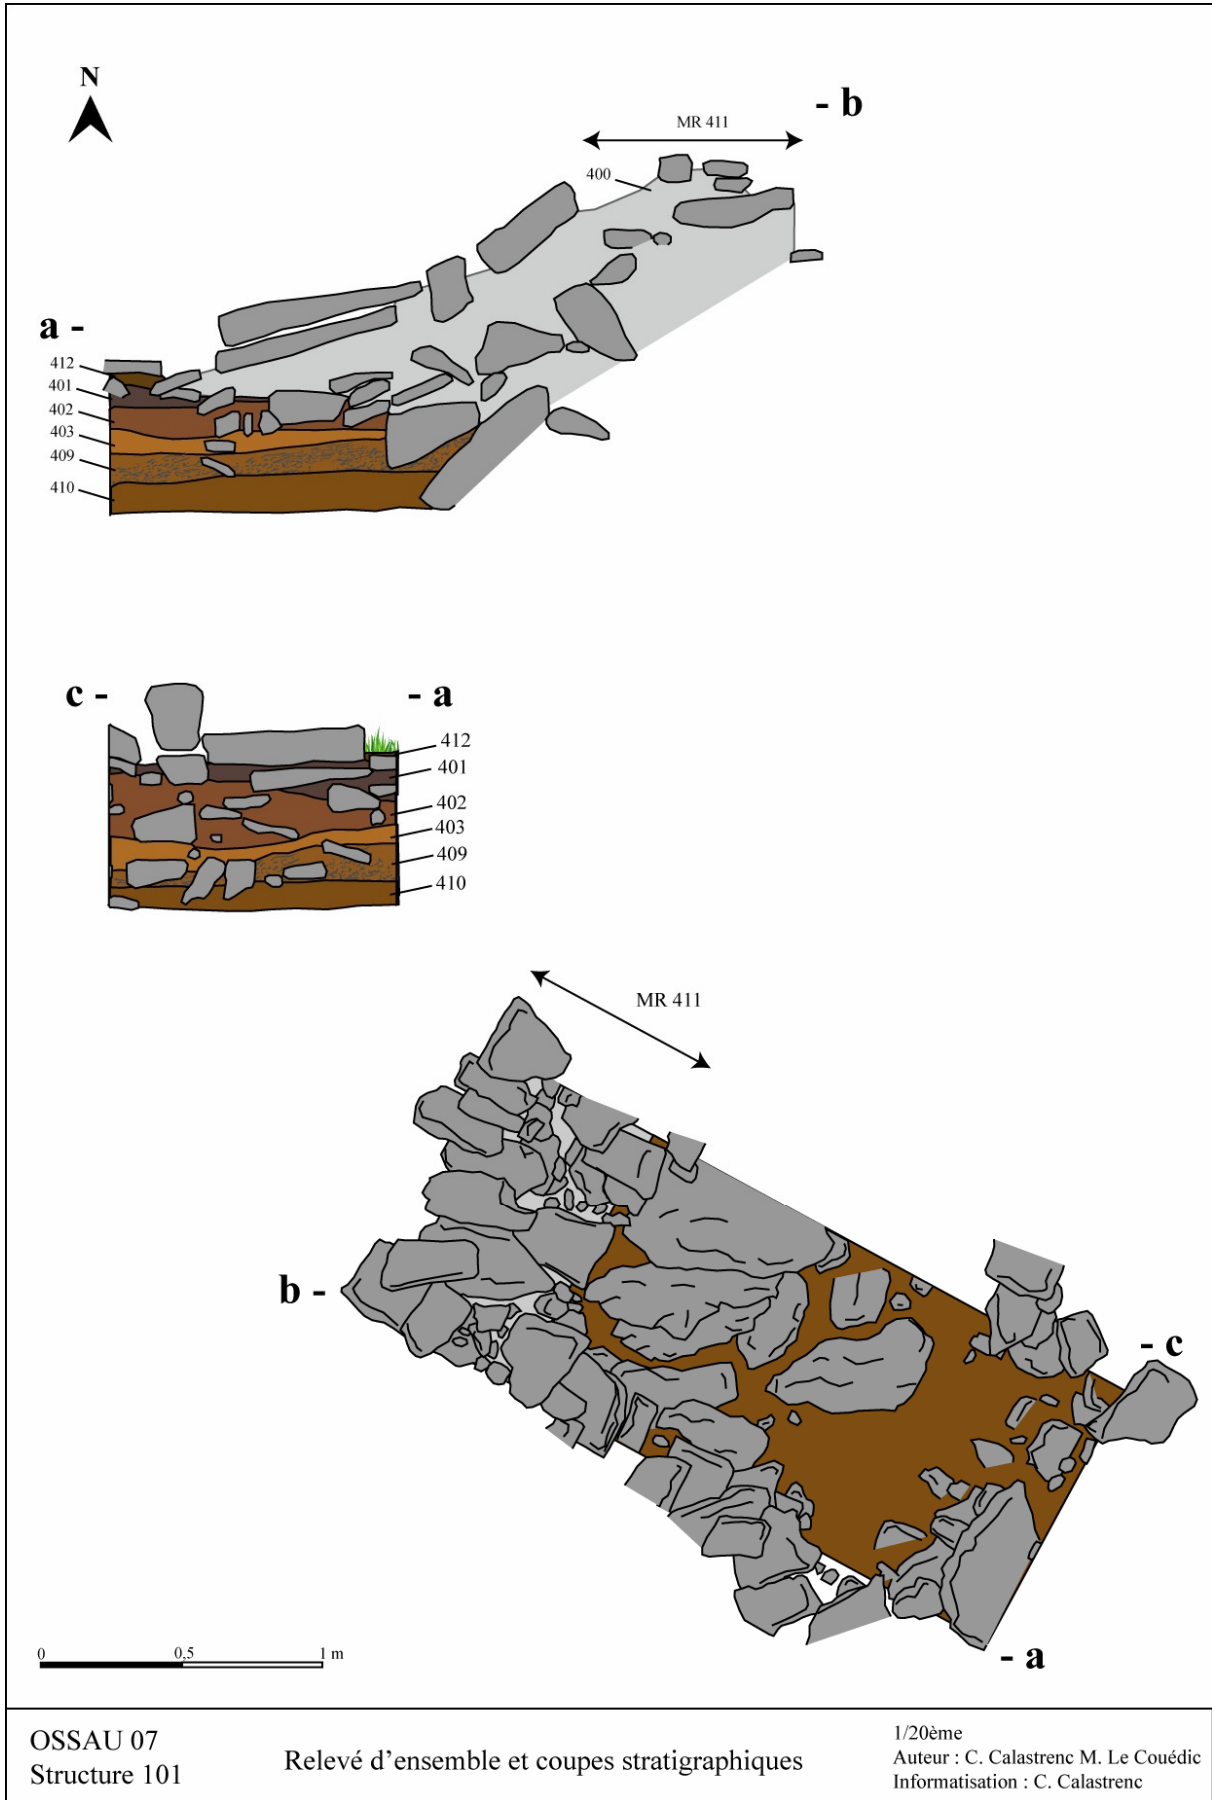 N
- b
MR 411
400
a -
412
401
402
403
409
410
c -
- a
412
401
402
403
409
410
MR 411
b -
- c
- a
0 0,5 1 m
OSSAU 07
Structure 101
Relevé d’ensemble et coupes stratigraphiques
1/20ème
Auteur : C. Calastrenc M. Le Couédic
Informatisation : C. Calastrenc